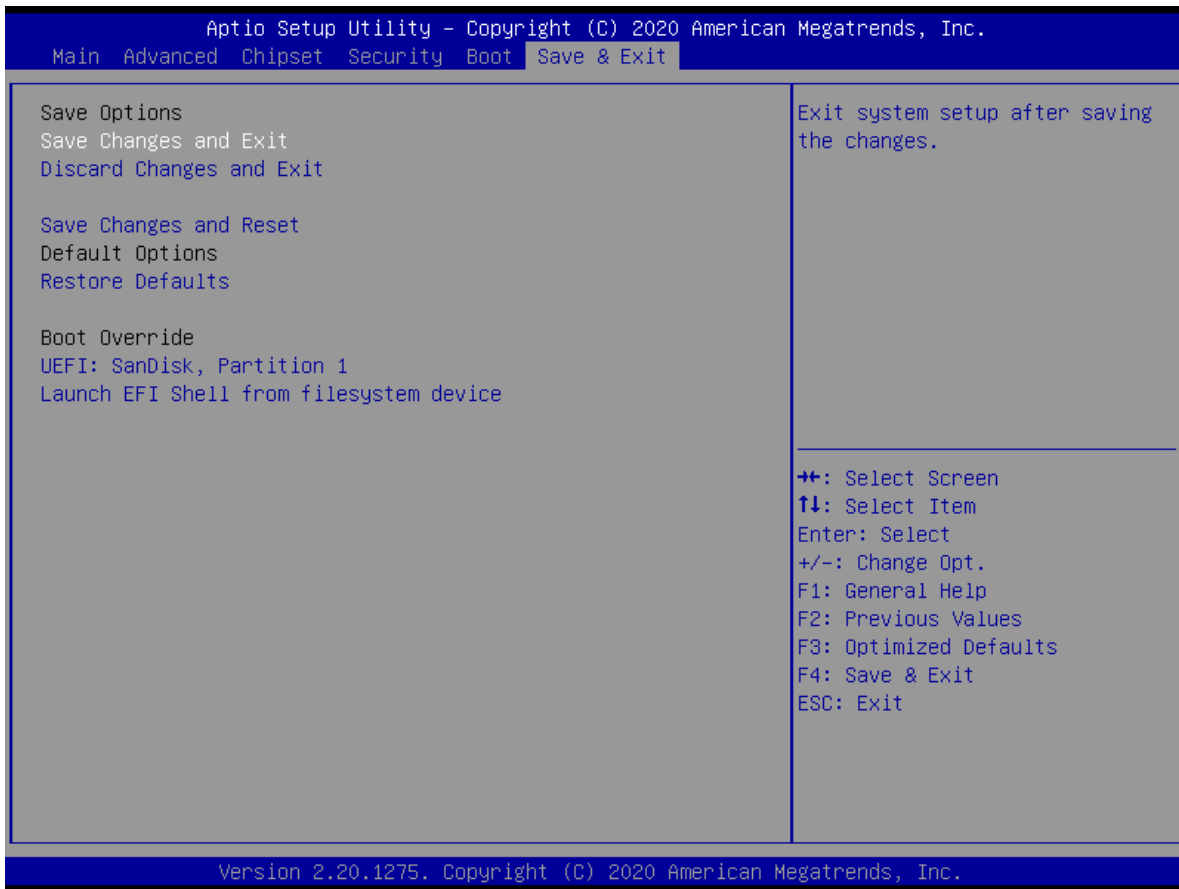 Aptio Setup Utility – Copyright (C) 2020 American Megatrends, Inc.
Main Advanced Chipset Security Boot Save & Exit
Save Options
Save Changes and Exit
Discard Changes and Exit
Save Changes and Reset
Default Options
Restore Defaults
Boot Override
UEFI: SanDisk, Partition 1
Launch EFI Shell from filesystem device
Exit system setup after saving
the changes.
→←: Select Screen
↑↓: Select Item
Enter: Select
+/-: Change Opt.
F1: General Help
F2: Previous Values
F3: Optimized Defaults
F4: Save & Exit
ESC: Exit
Version 2.20.1275. Copyright (C) 2020 American Megatrends, Inc.